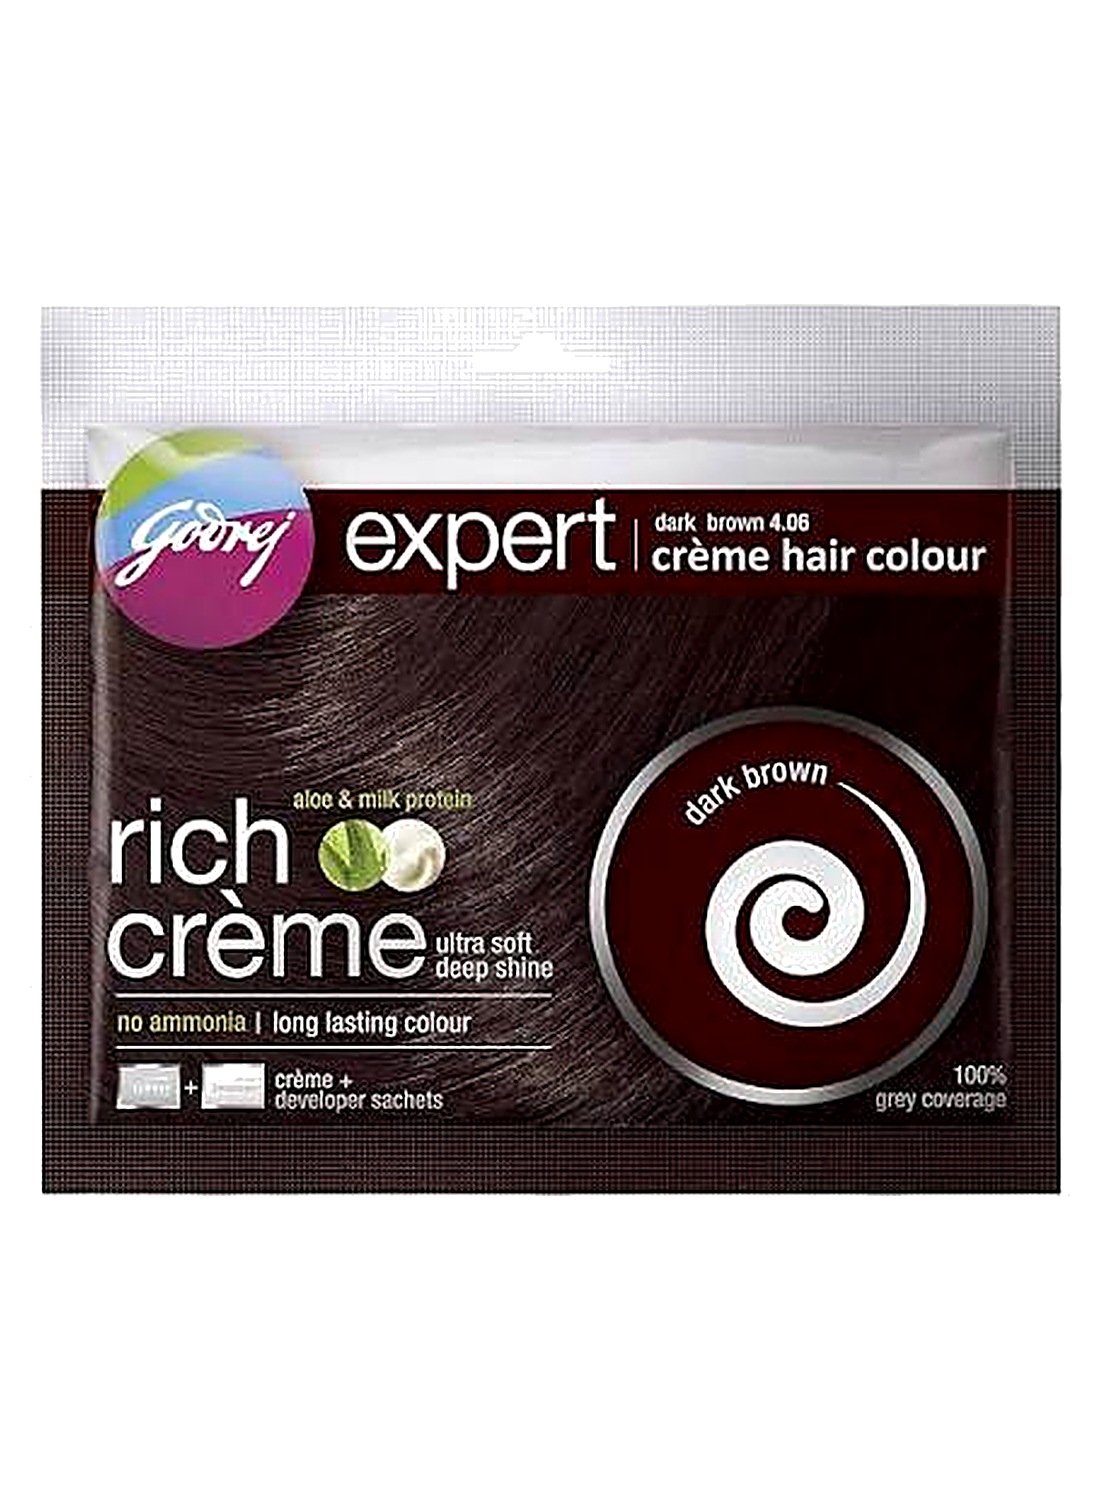 Godrej
expert
dark brown 4.06
crème hair colour
dark brown
aloe & milk protein
rich
crème
ultra soft
deep shine
no ammonia | long lasting colour
+
crème +
developer sachets
100%
grey coverage